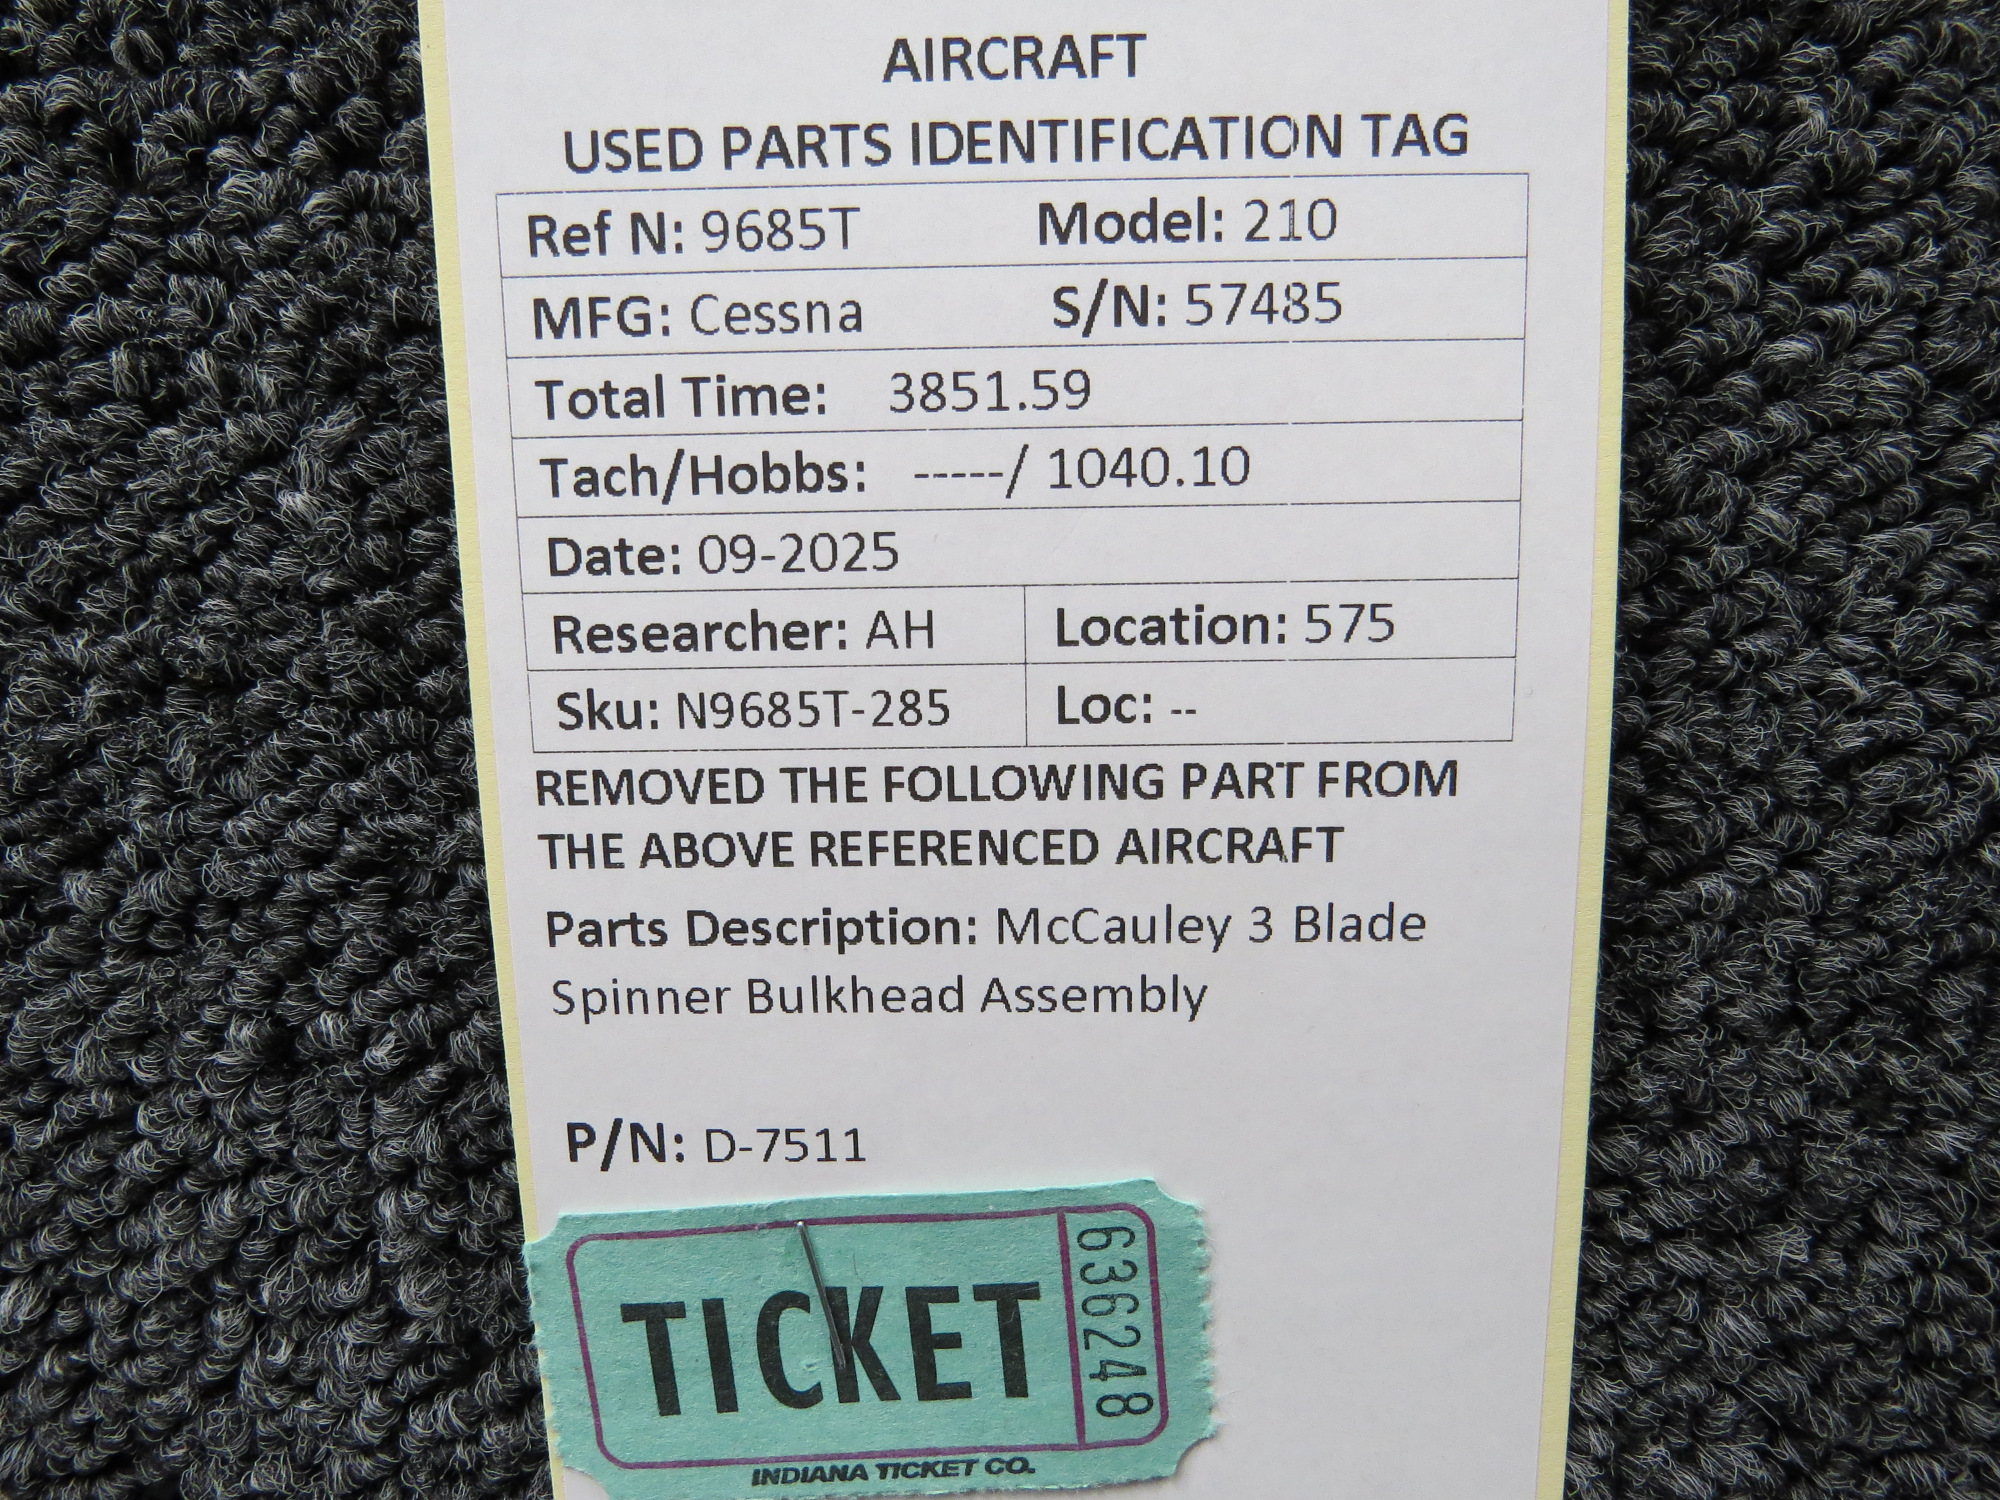 AIRCRAFT
USED PARTS IDENTIFICATION TAG
Ref N: 9685T Model: 210
MFG: Cessna S/N: 57485
Total Time: 3851.59
Tach/Hobbs: -----/ 1040.10
Date: 09-2025
Researcher: AH Location: 575
Sku: N9685T-285 Loc: --
REMOVED THE FOLLOWING PART FROM
THE ABOVE REFERENCED AIRCRAFT
Parts Description: McCauley 3 Blade
Spinner Bulkhead Assembly
P/N: D-7511
TICKET
636248
INDIANA TICKET CO.